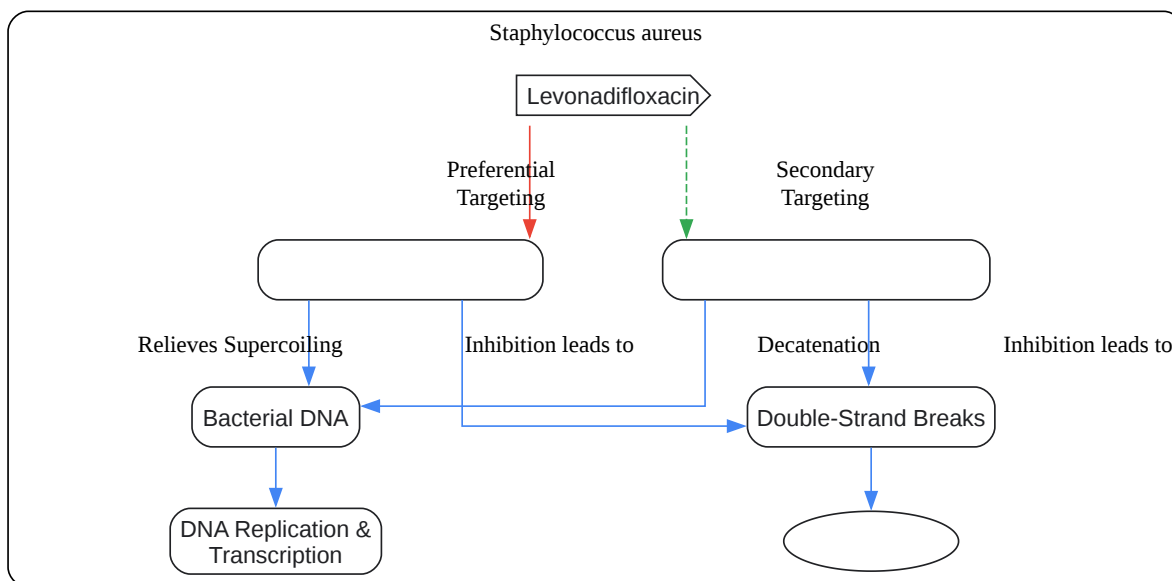 Staphylococcus aureus
Levonadifloxacin
Preferential
Targeting
Secondary
Targeting
Relieves Supercoiling
Inhibition leads to
Decatenation
Inhibition leads to
Bacterial DNA
Double-Strand Breaks
DNA Replication &
Transcription